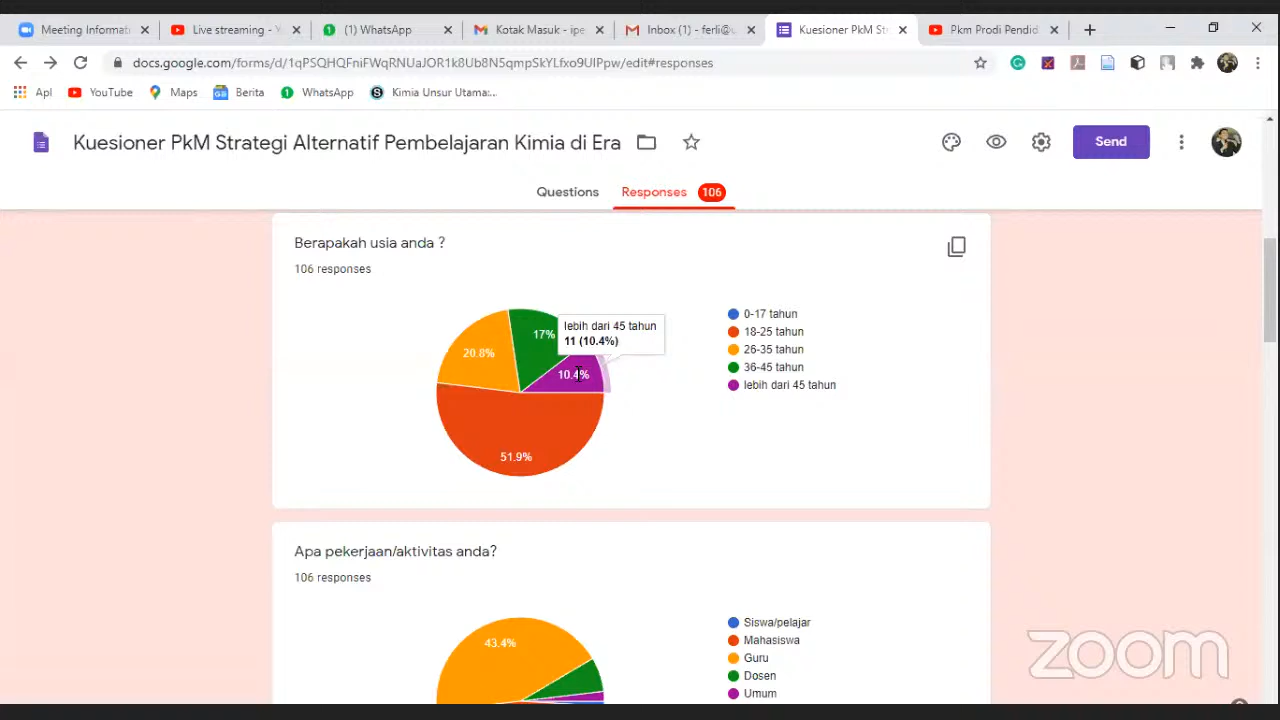 Meeting Informati
Live streaming - Y
(1) WhatsApp
Kotak Masuk - ipe
Inbox (1) - ferli@u
Kuesioner PkM St
Pkm Prodi Pendid
docs.google.com/forms/d/1qPSQHQFniFWqRNUaJOR1k8Ub8N5qmpSkYLfxo9UIPpw/edit#responses
Apl
YouTube
Maps
Berita
WhatsApp
Kimia Unsur Utama:...
Kuesioner PkM Strategi Alternatif Pembelajaran Kimia di Era
Send
Questions
Responses
106
Berapakah usia anda ?
106 responses
lebih dari 45 tahun
11 (10.4%)
17%
20.8%
10.4%
51.9%
0-17 tahun
18-25 tahun
26-35 tahun
36-45 tahun
lebih dari 45 tahun
Apa pekerjaan/aktivitas anda?
106 responses
43.4%
Siswa/pelajar
Mahasiswa
Guru
Dosen
Umum
zoom